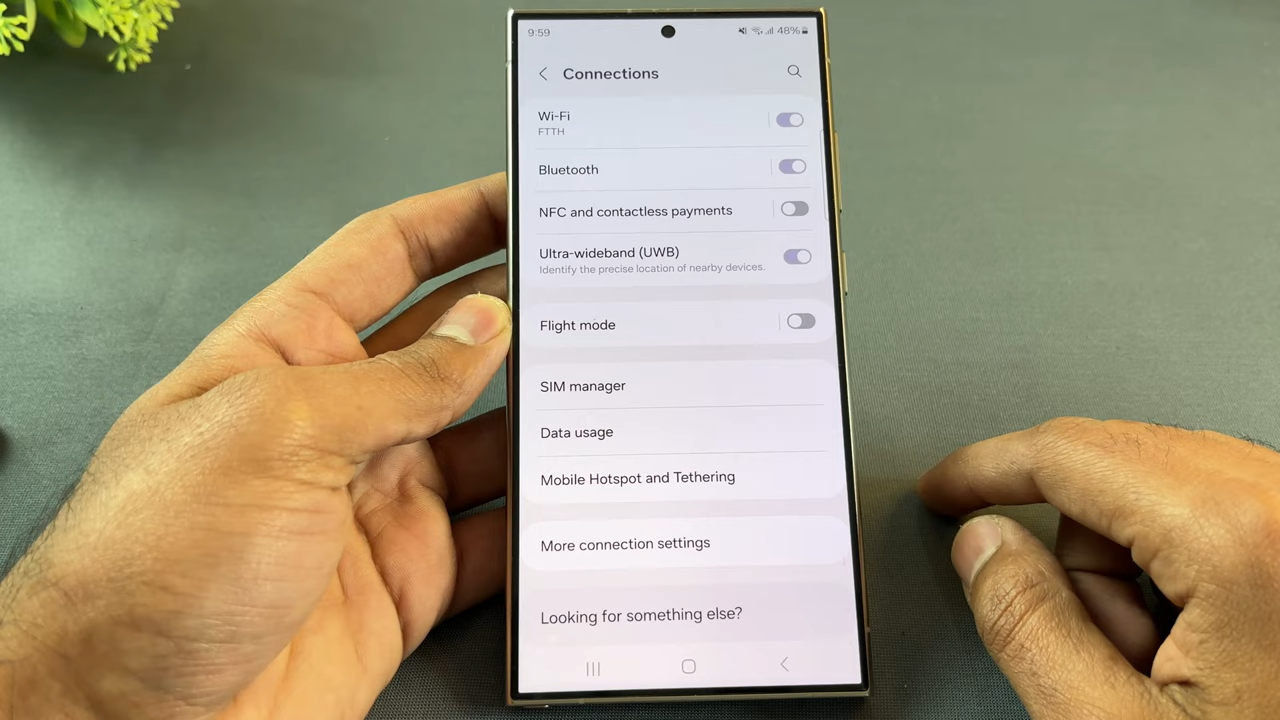 9:59
48%
Connections
Wi-Fi
FTTH
Bluetooth
NFC and contactless payments
Ultra-wideband (UWB)
Identify the precise location of nearby devices.
Flight mode
SIM manager
Data usage
Mobile Hotspot and Tethering
More connection settings
Looking for something else?